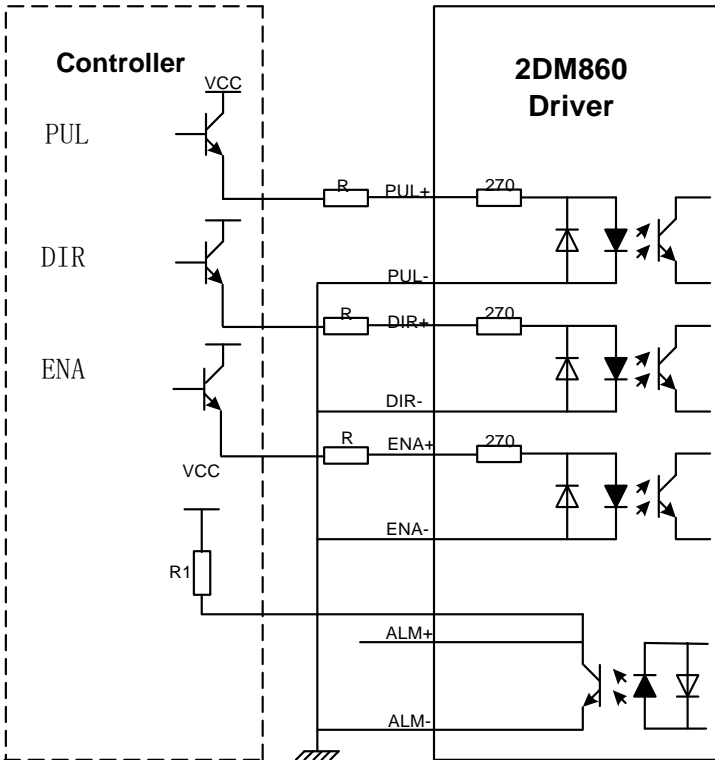 Controller
2DM860
Driver
VCC
PUL
R
PUL+
270
DIR
PUL-
R
DIR+
270
ENA
DIR-
R
ENA+
270
VCC
ENA-
R1
ALM+
ALM-